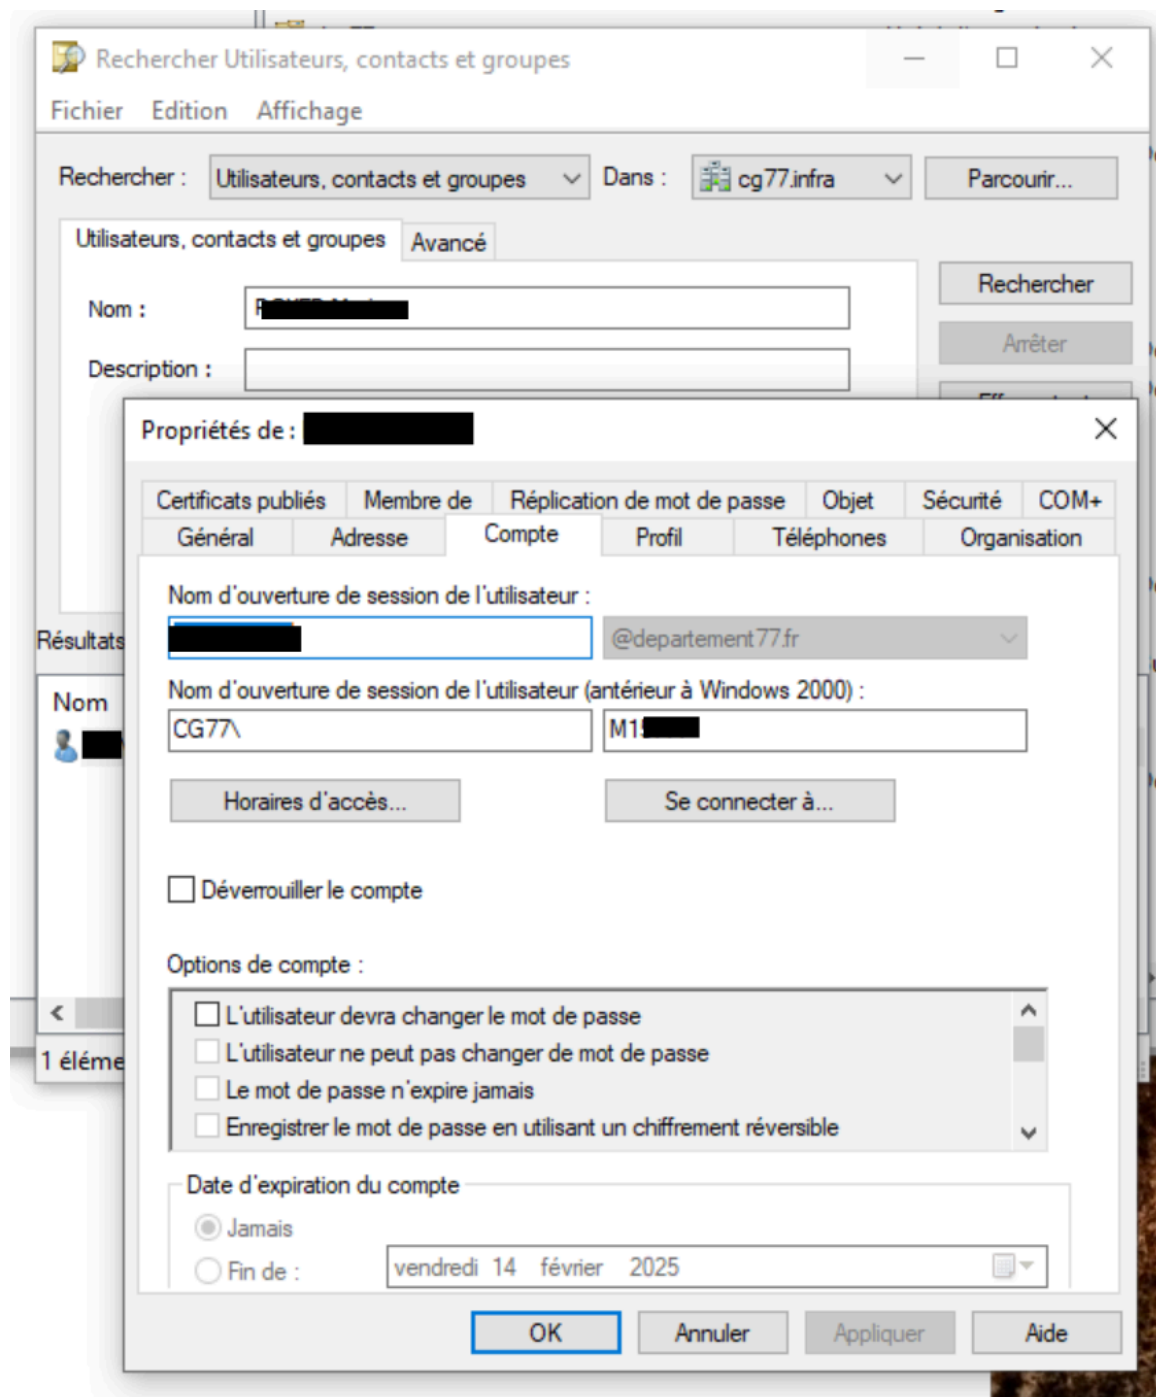 Rechercher Utilisateurs, contacts et groupes
Fichier Edition Affichage
Rechercher : Utilisateurs, contacts et groupes Dans : cg77.infra Parcourir...
Utilisateurs, contacts et groupes Avancé
Rechercher
Nom :
Arrêter
Description :
Propriétés de :
Certificats publiés Membre de Réplication de mot de passe Objet Sécurité COM+
Général Adresse Compte Profil Téléphones Organisation
Nom d'ouverture de session de l'utilisateur :
@departement77.fr
Résultats
Nom d'ouverture de session de l'utilisateur (antérieur à Windows 2000) :
Nom
CG77\ M1
Horaires d'accès... Se connecter à...
Déverrouiller le compte
Options de compte :
L'utilisateur devra changer le mot de passe
L'utilisateur ne peut pas changer de mot de passe
1 éléme
Le mot de passe n'expire jamais
Enregistrer le mot de passe en utilisant un chiffrement réversible
Date d'expiration du compte
Jamais
Fin de : vendredi 14 février 2025
OK Annuler Appliquer Aide